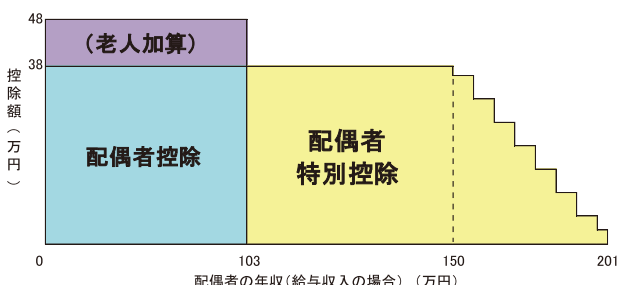 48
(老人加算)
38
控除額(万円)
配偶者控除
配偶者
特別控除
0
103
150
201
配偶者の年収(給与収入の場合)(万円)